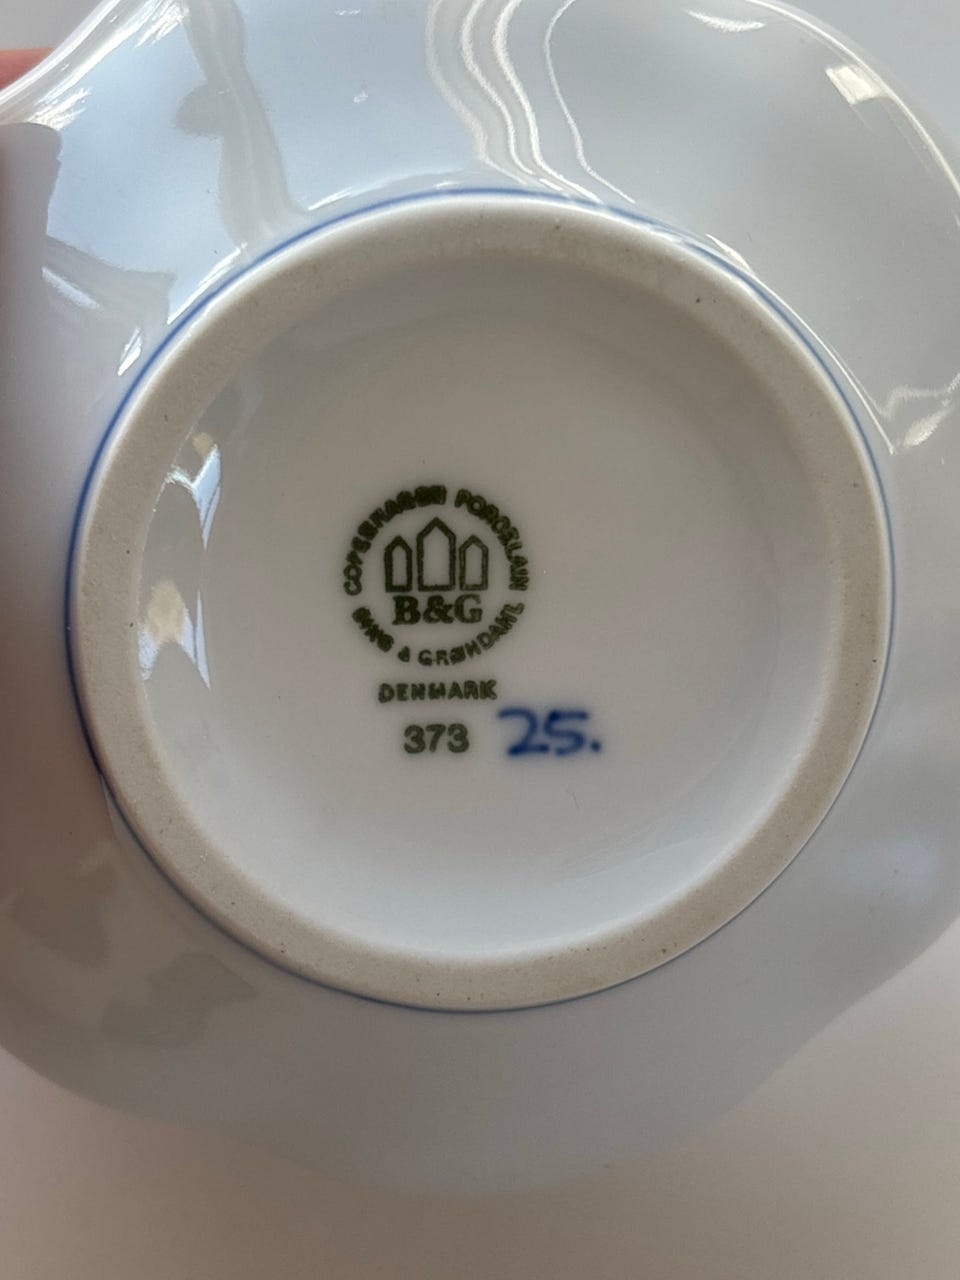 COPENHAGEN PORCELAIN
B&G
BING & GRØNDAHL
DENMARK
373 25.